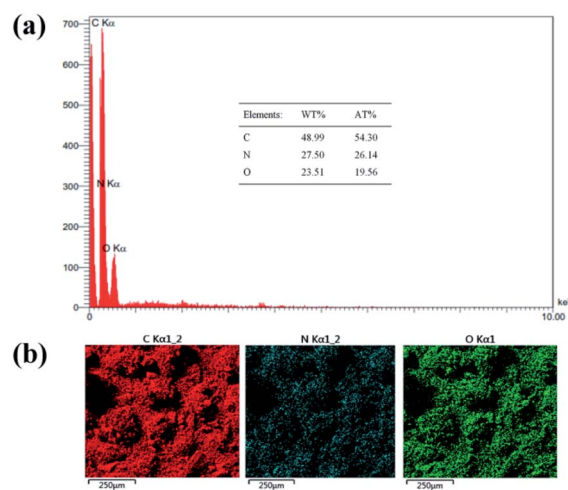 (a)
C Kα
700
600
500
400
300
200
100
0
N Kα
O Kα
Elements: WT% AT%
C 48.99 54.30
N 27.50 26.14
O 23.51 19.56
0 10.00
keV
(b)
C Kα1_2 N Kα1_2 O Kα1
250μm 250μm 250μm